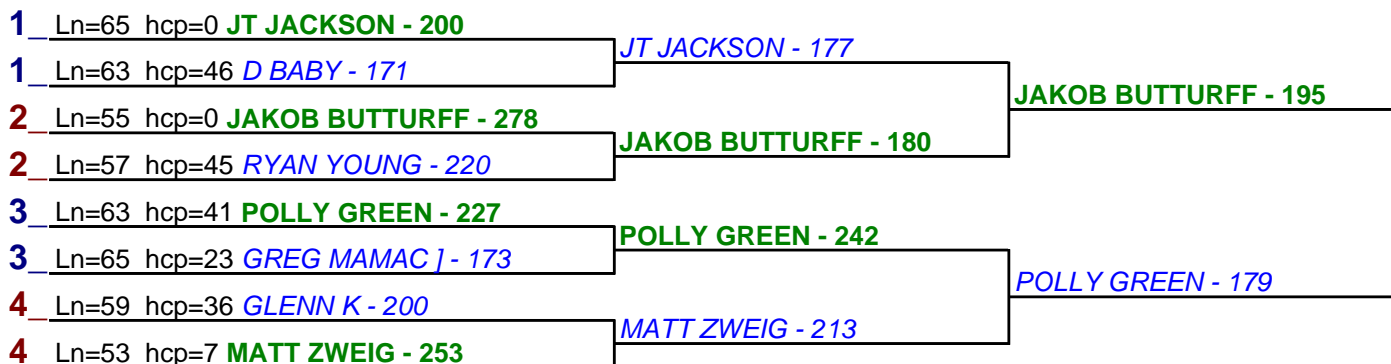 1_ Ln=65 hcp=0 JT JACKSON - 200
JT JACKSON - 177
1_ Ln=63 hcp=46 D BABY - 171
JAKOB BUTTURFF - 195
2_ Ln=55 hcp=0 JAKOB BUTTURFF - 278
JAKOB BUTTURFF - 180
2_ Ln=57 hcp=45 RYAN YOUNG - 220
3_ Ln=63 hcp=41 POLLY GREEN - 227
POLLY GREEN - 242
3_ Ln=65 hcp=23 GREG MAMAC ] - 173
POLLY GREEN - 179
4_ Ln=59 hcp=36 GLENN K - 200
MATT ZWEIG - 213
4 Ln=53 hcp=7 MATT ZWEIG - 253